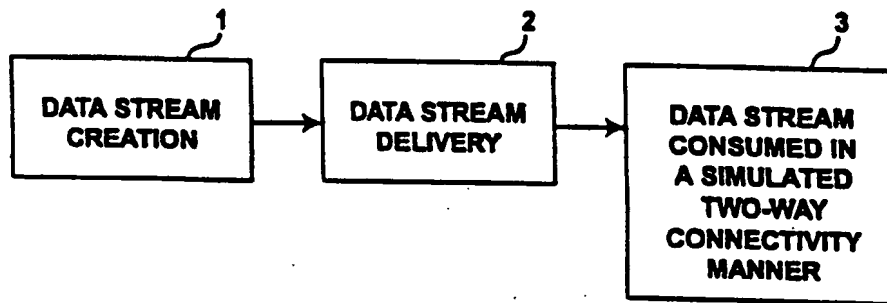 1
DATA STREAM
CREATION
2
DATA STREAM
DELIVERY
3
DATA STREAM
CONSUMED IN
A SIMULATED
TWO-WAY
CONNECTIVITY
MANNER